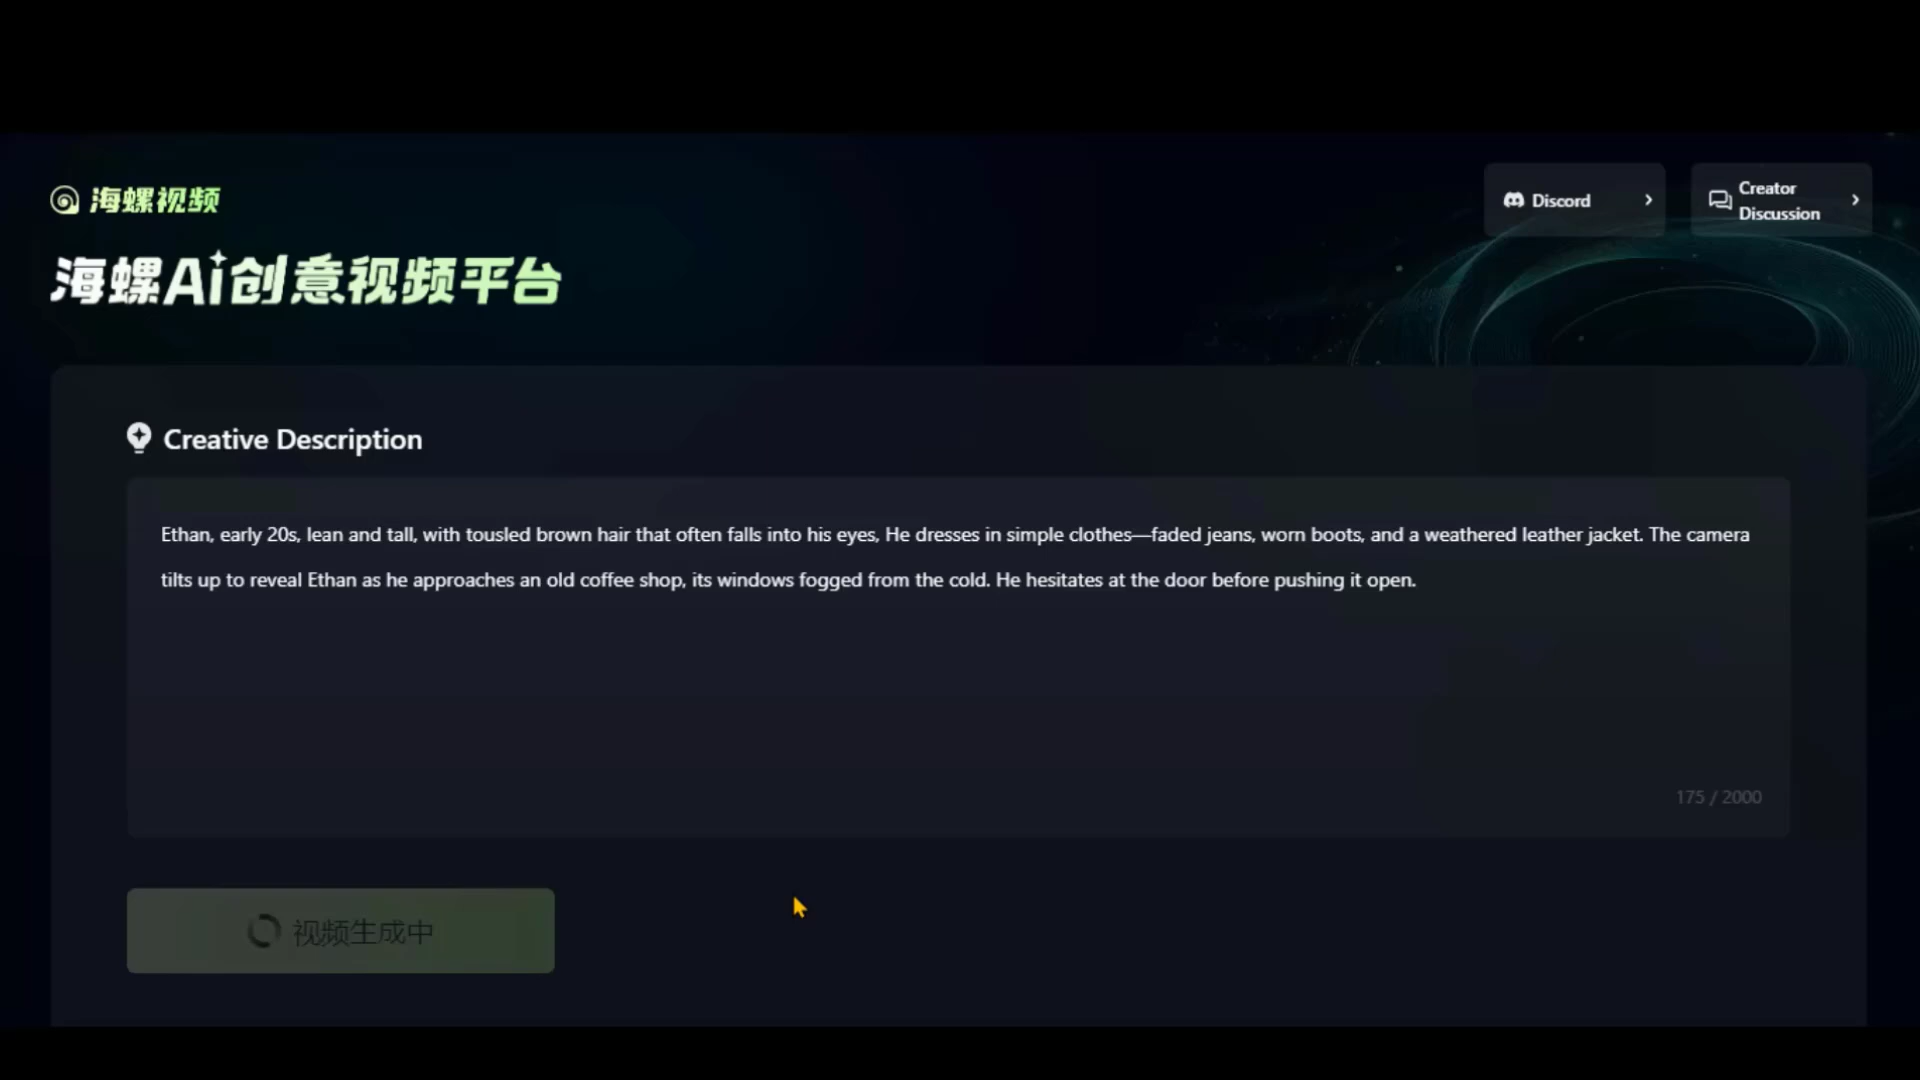 海螺视频
Discord
Creator
Discussion
海螺Ai创意视频平台
Creative Description
Ethan, early 20s, lean and tall, with tousled brown hair that often falls into his eyes, He dresses in simple clothes—faded jeans, worn boots, and a weathered leather jacket. The camera
tilts up to reveal Ethan as he approaches an old coffee shop, its windows fogged from the cold. He hesitates at the door before pushing it open.
175 / 2000
视频生成中